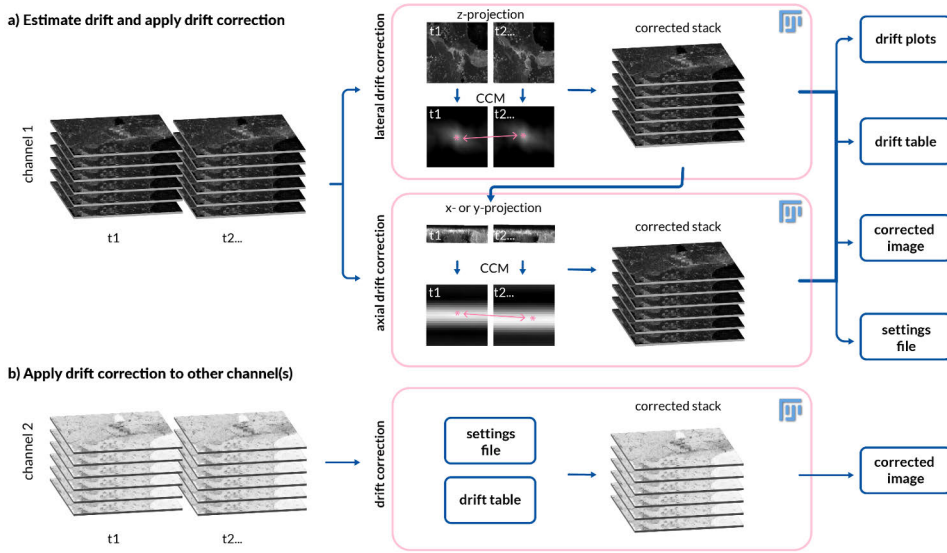 a) Estimate drift and apply drift correction
channel 1
t1
t2...
lateral drift correction
z-projection
t1
t2...
CCM
t1
t2...
corrected stack
axial drift correction
x- or y-projection
t1
t2...
CCM
t1
t2...
corrected stack
drift plots
drift table
corrected
image
settings
file
b) Apply drift correction to other channel(s)
channel 2
t1
t2...
drift correction
settings
file
drift table
corrected stack
corrected
image